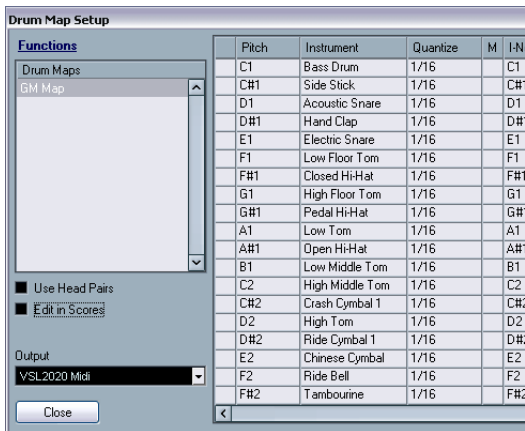 Drum Map Setup
Functions
Drum Maps
GM Map
Use Head Pairs
Edit in Scores
Output
VSL2020 Midi
Close
Pitch Instrument Quantize M I-N
C1 Bass Drum 1/16 C1
C#1 Side Stick 1/16 C#1
D1 Acoustic Snare 1/16 D1
D#1 Hand Clap 1/16 D#1
E1 Electric Snare 1/16 E1
F1 Low Floor Tom 1/16 F1
F#1 Closed Hi-Hat 1/16 F#1
G1 High Floor Tom 1/16 G1
G#1 Pedal Hi-Hat 1/16 G#1
A1 Low Tom 1/16 A1
A#1 Open Hi-Hat 1/16 A#1
B1 Low Middle Tom 1/16 B1
C2 High Middle Tom 1/16 C2
C#2 Crash Cymbal 1 1/16 C#2
D2 High Tom 1/16 D2
D#2 Ride Cymbal 1 1/16 D#2
E2 Chinese Cymbal 1/16 E2
F2 Ride Bell 1/16 F2
F#2 Tambourine 1/16 F#2